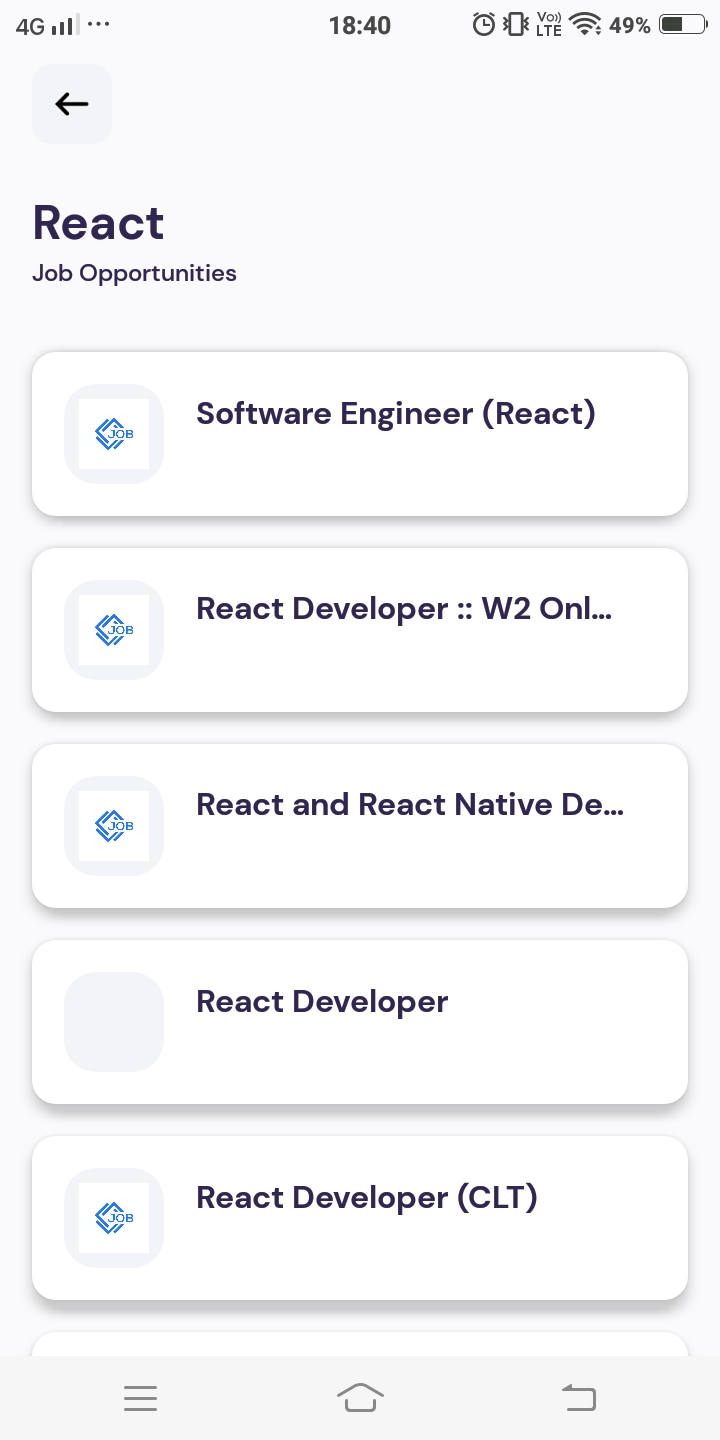 4G 18:40 Vo)) LTE 49%
React
Job Opportunities
JOB
Software Engineer (React)
JOB
React Developer :: W2 Onl...
JOB
React and React Native De...
React Developer
JOB
React Developer (CLT)